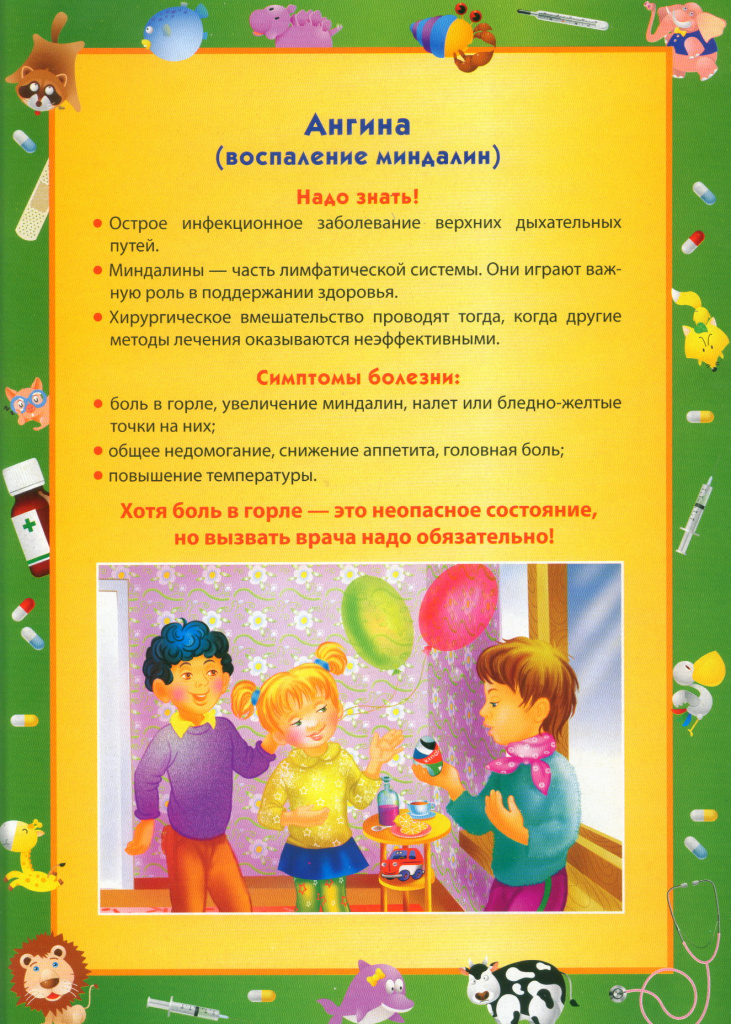 Ангина
(воспаление миндалин)
Надо знать!
• Острое инфекционное заболевание верхних дыхательных
путей.
• Миндалины — часть лимфатической системы. Они играют важ-
ную роль в поддержании здоровья.
• Хирургическое вмешательство проводят тогда, когда другие
методы лечения оказываются неэффективными.
Симптомы болезни:
• боль в горле, увеличение миндалин, налет или бледно-желтые
точки на них;
• общее недомогание, снижение аппетита, головная боль;
• повышение температуры.
Хотя боль в горле — это неопасное состояние,
но вызвать врача надо обязательно!